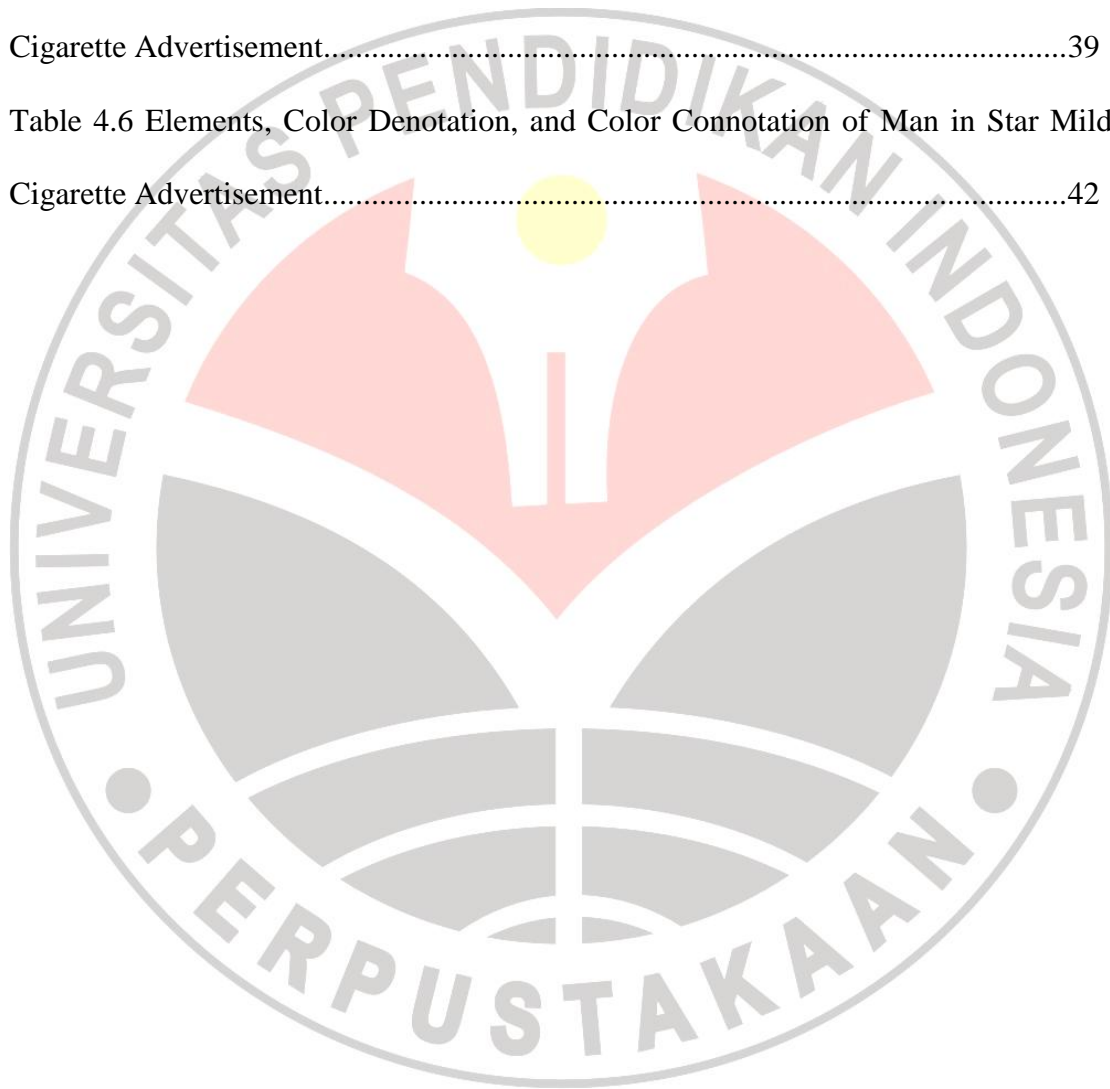 Cigarette Advertisement...................................................................................39
Table 4.6 Elements, Color Denotation, and Color Connotation of Man in Star Mild
Cigarette Advertisement...................................................................................42
UNIVERSITAS PENDIDIKAN INDONESIA
PERPUSTAKAAN